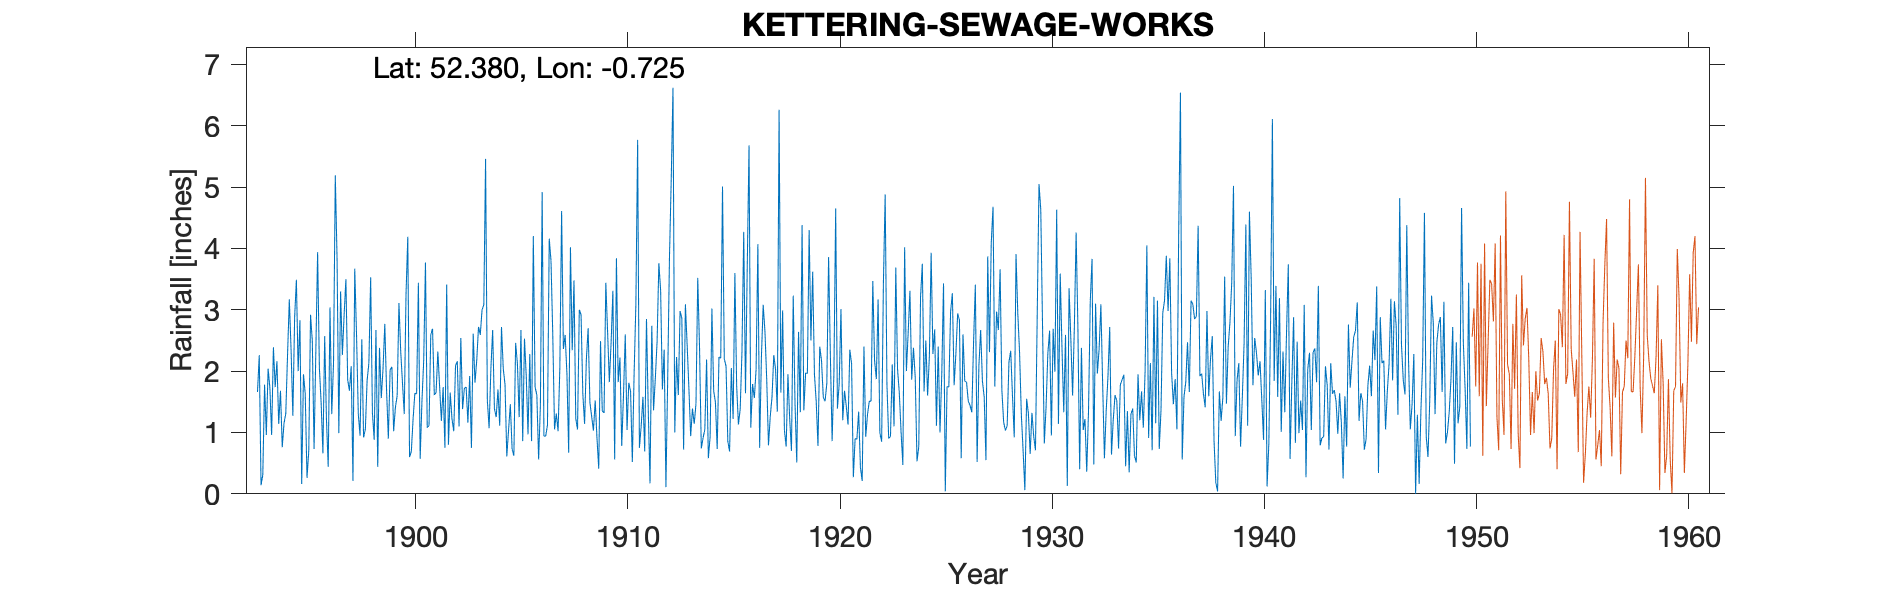 KETTERING-SEWAGE-WORKS
Lat: 52.380, Lon: -0.725
7
6
5
4
3
2
1
0
Rainfall [inches]
1900 1910 1920 1930 1940 1950 1960
Year